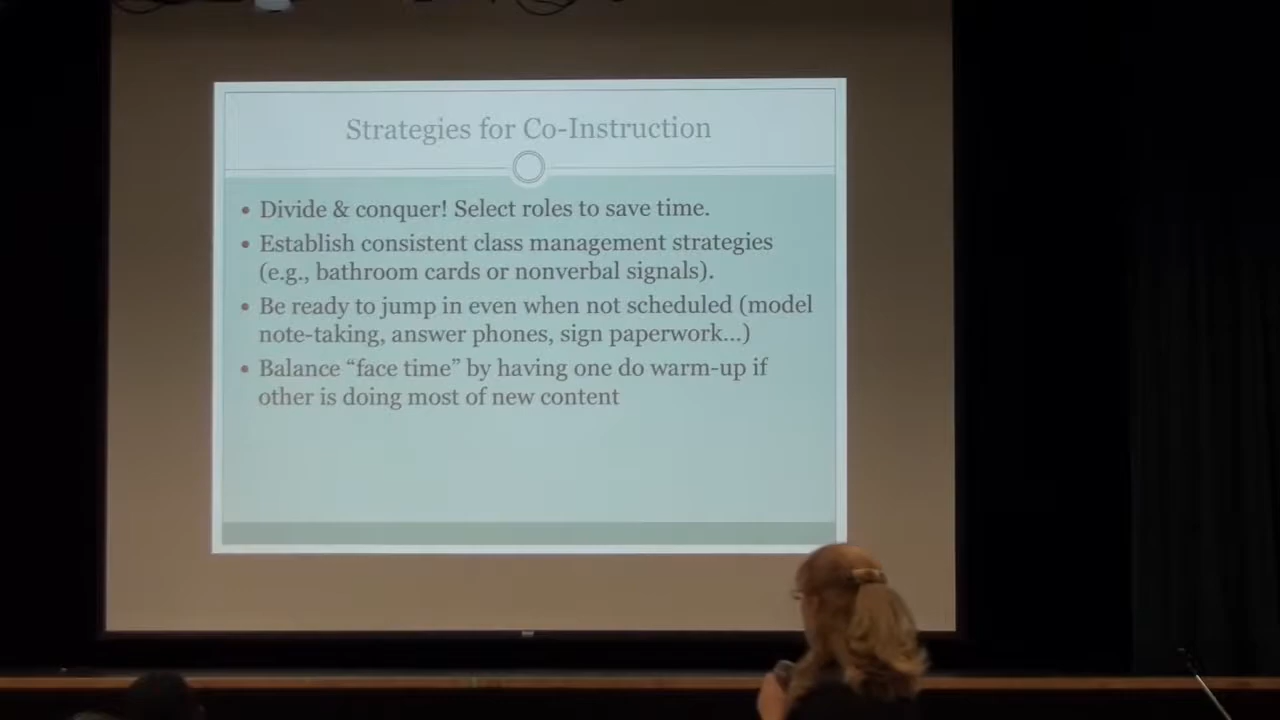 Strategies for Co-Instruction
• Divide & conquer! Select roles to save time.
• Establish consistent class management strategies
(e.g., bathroom cards or nonverbal signals).
• Be ready to jump in even when not scheduled (model
note-taking, answer phones, sign paperwork...)
• Balance “face time” by having one do warm-up if
other is doing most of new content